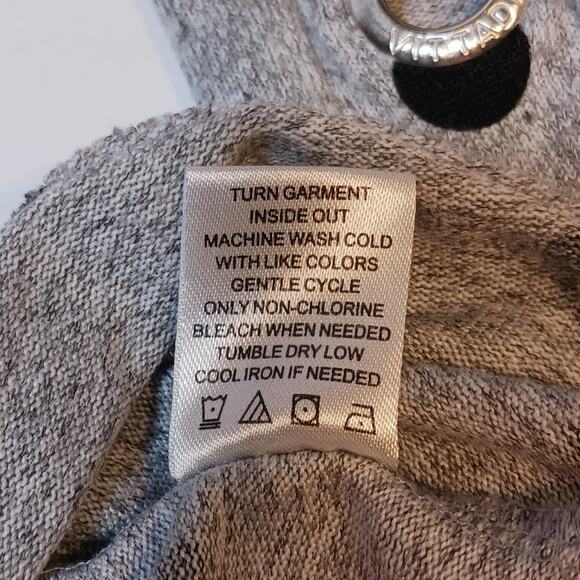 VITTAD
TURN GARMENT
INSIDE OUT
MACHINE WASH COLD
WITH LIKE COLORS
GENTLE CYCLE
ONLY NON-CHLORINE
BLEACH WHEN NEEDED
TUMBLE DRY LOW
COOL IRON IF NEEDED